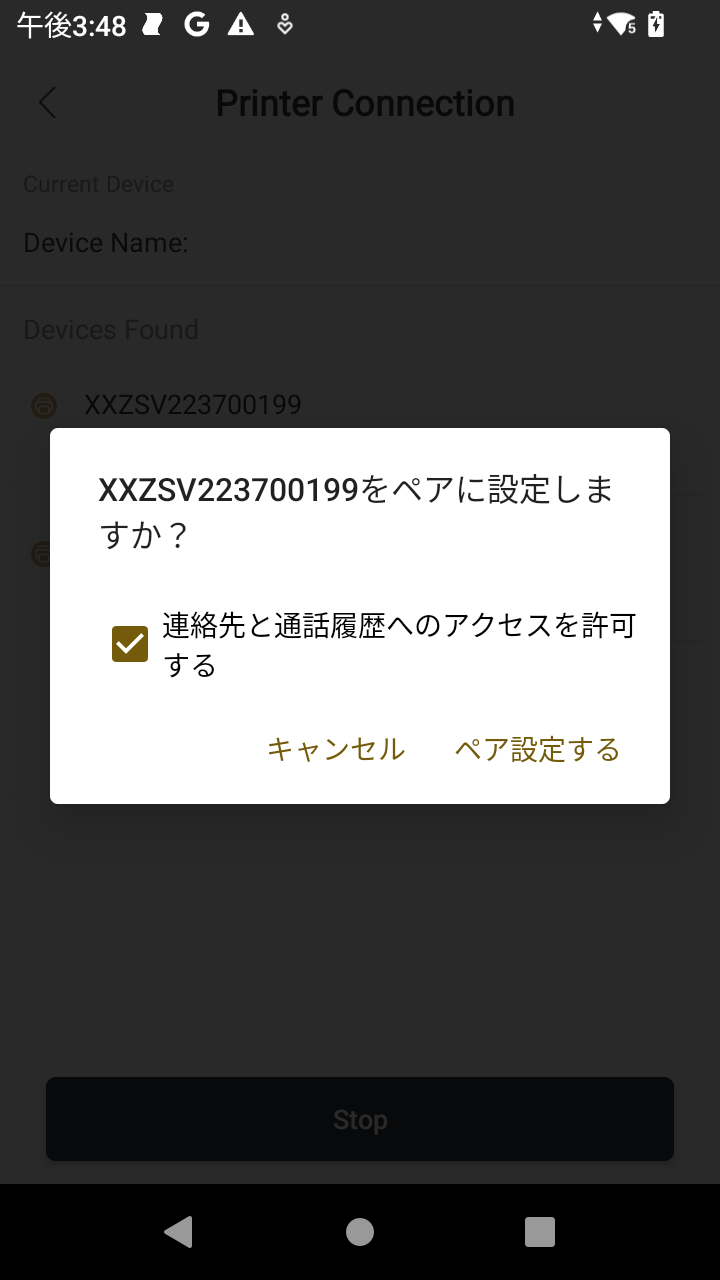 午後3:48
Printer Connection
Current Device
Device Name:
Devices Found
XXZSV223700199
XXZSV223700199をペアに設定しま
すか？
連絡先と通話履歴へのアクセスを許可
する
キャンセル ペア設定する
Stop